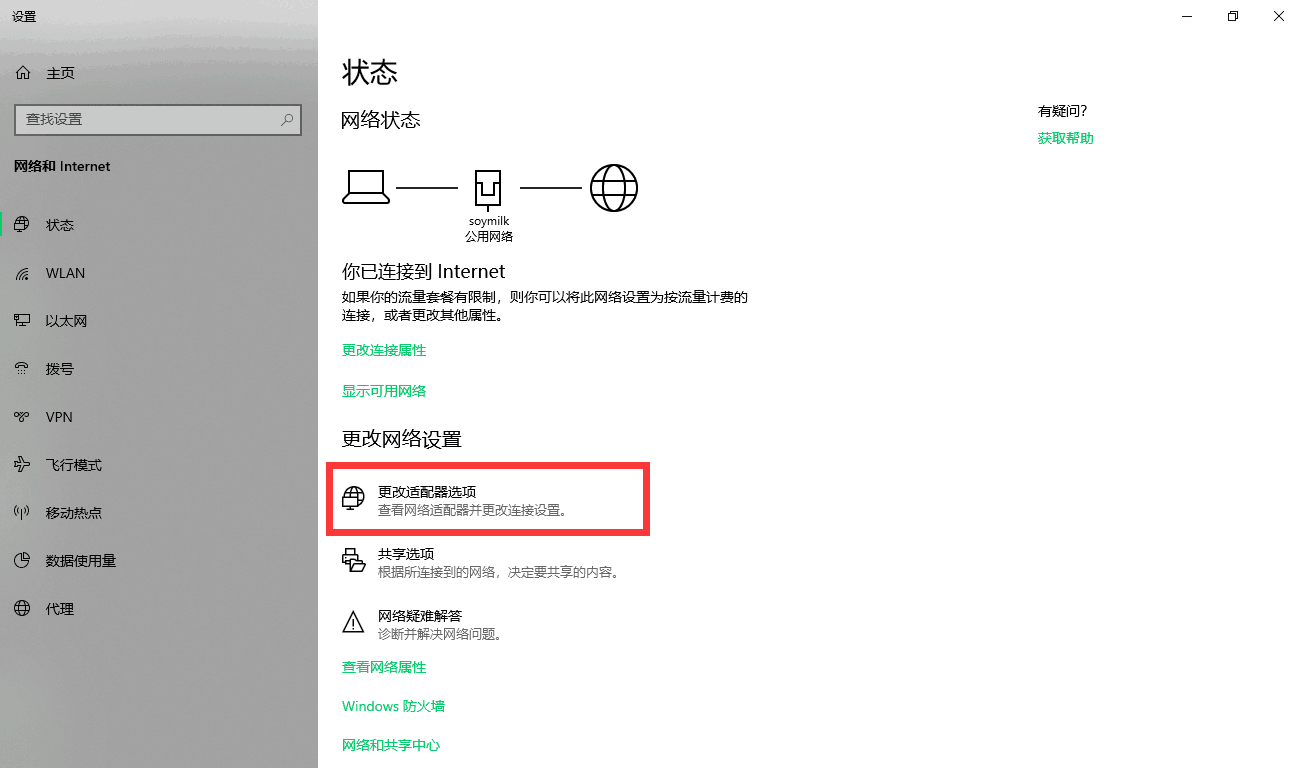 设置
主页
查找设置
网络和 Internet
状态
WLAN
以太网
拨号
VPN
飞行模式
移动热点
数据使用量
代理
状态
网络状态
soymilk
公用网络
你已连接到 Internet
如果你的流量套餐有限制，则你可以将此网络设置为按流量计费的
连接，或者更改其他属性。
更改连接属性
显示可用网络
更改网络设置
更改适配器选项
查看网络适配器并更改连接设置。
共享选项
根据所连接到的网络，决定要共享的内容。
网络疑难解答
诊断并解决网络问题。
查看网络属性
Windows 防火墙
网络和共享中心
有疑问?
获取帮助